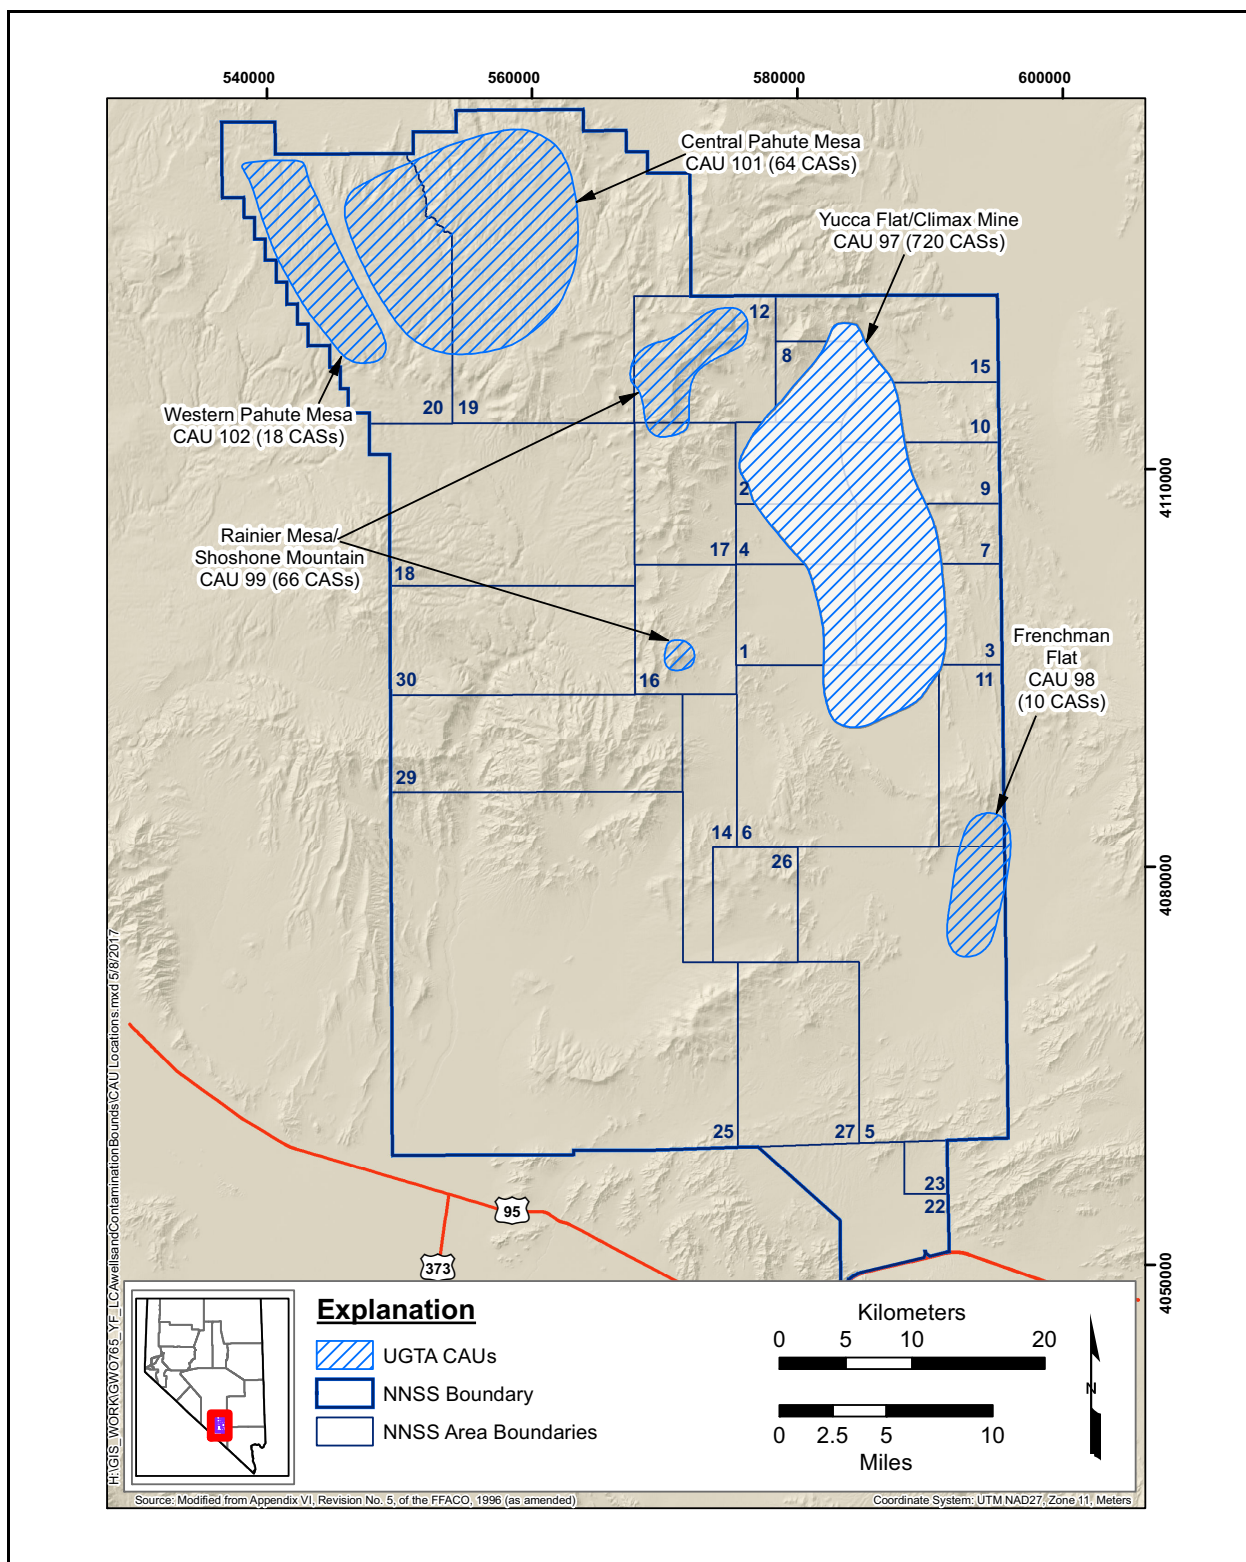 540000
560000
580000
600000
Central Pahute Mesa
CAU 101 (64 CASs)
Yucca Flat/Climax Mine
CAU 97 (720 CASs)
12
8
15
Western Pahute Mesa
CAU 102 (18 CASs)
20
19
10
4110000
2
9
Rainier Mesa/
Shoshone Mountain
CAU 99 (66 CASs)
17
4
7
18
Frenchman
Flat
CAU 98
(10 CASs)
1
3
30
16
11
29
14
6
26
4080000
25
27
5
23
22
95
373
4050000
H:\GIS_WORK\GWO765_YF_LCAwellsandContaminationBounds\CAU Locations.mxd 5/8/2017
Explanation
UGTA CAUs
NNSS Boundary
NNSS Area Boundaries
Kilometers
0 5 10 20
0 2.5 5 10
Miles
N
Source: Modified from Appendix VI, Revision No. 5, of the FFACO, 1996 (as amended)
Coordinate System: UTM NAD27, Zone 11, Meters